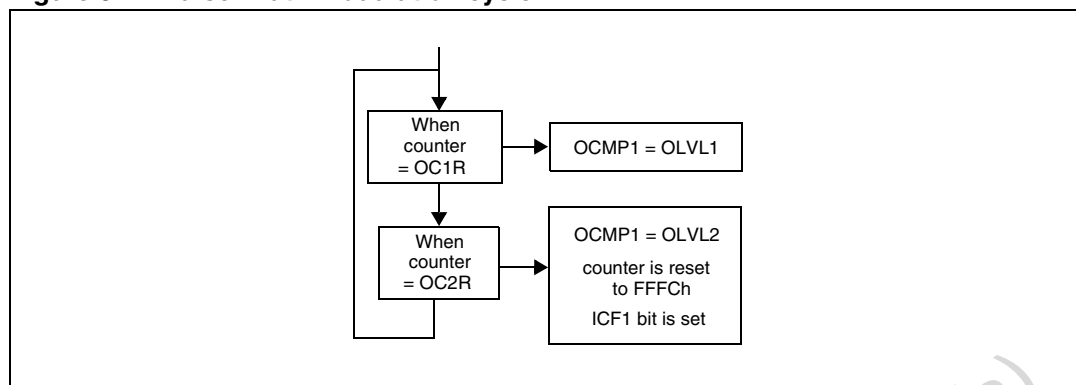 When
counter
= OC1R
OCMP1 = OLVL1
When
counter
= OC2R
OCMP1 = OLVL2
counter is reset
to FFFCh
ICF1 bit is set